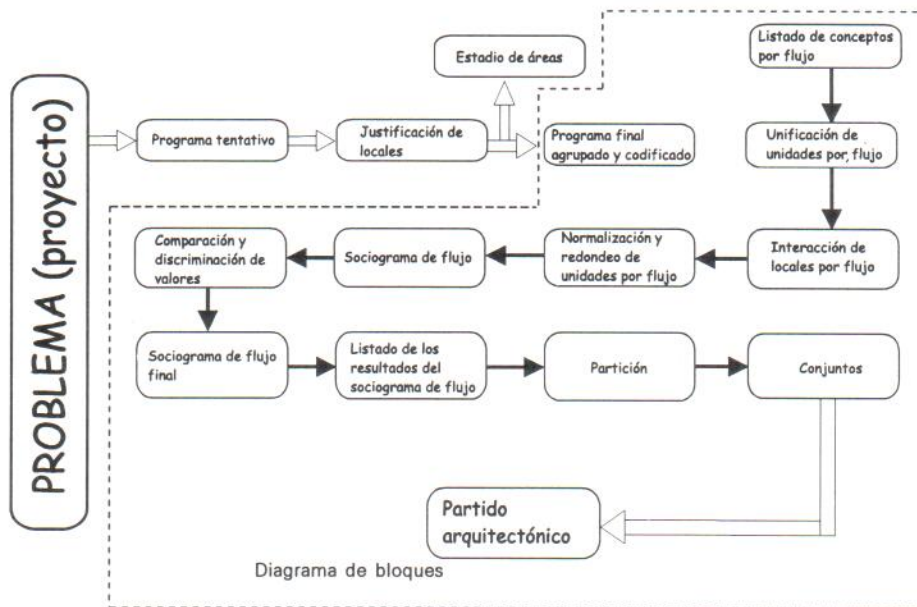 PROBLEMA (proyecto)
Programa tentativo
Justificación de
locales
Estadio de áreas
Programa final
agrupado y codificado
Listado de conceptos
por flujo
Unificación de
unidades por, flujo
Interacción de
locales por flujo
Normalización y
redondeo de
unidades por flujo
Sociograma de flujo
Comparación y
discriminación de
valores
Sociograma de flujo
final
Listado de los
resultados del
sociograma de flujo
Partición
Conjuntos
Partido
arquitectónico
Diagrama de bloques